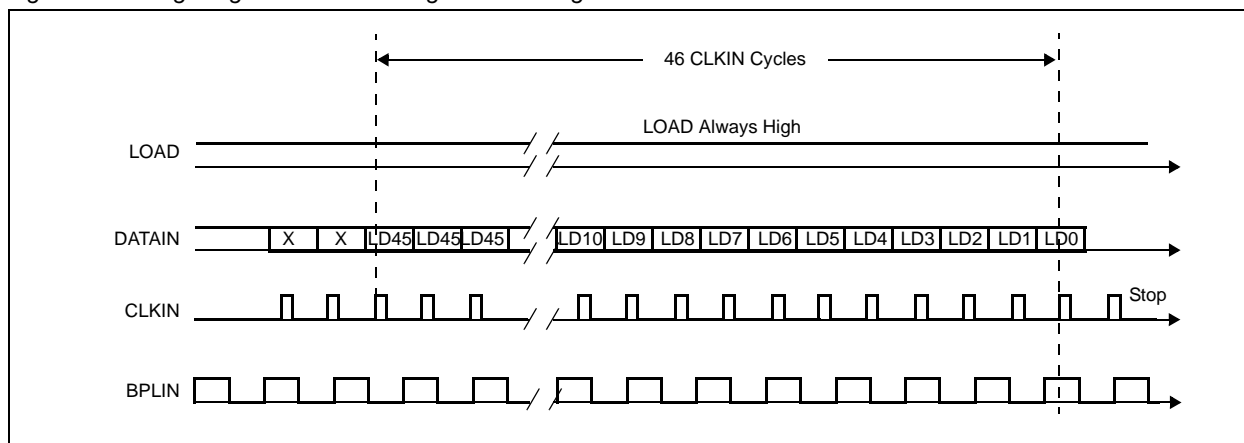 46 CLKIN Cycles
LOAD Always High
LOAD
DATAIN
X X LD45 LD45 LD45 LD10 LD9 LD8 LD7 LD6 LD5 LD4 LD3 LD2 LD1 LD0
CLKIN
Stop
BPLIN